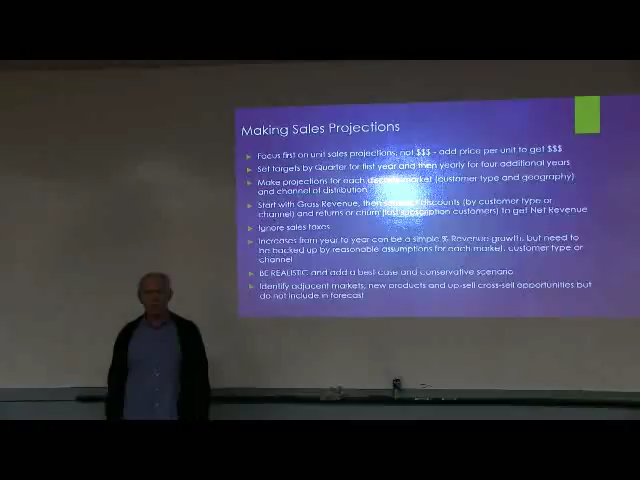 Making Sales Projections
Focus first on unit sales projections, not $$$ - add price per unit to get $$$
Set targets by Quarter for first year and then yearly for four additional years
Make projections for each market (customer type and geography)
and channel of distribution
Start with Gross Revenue, then discounts (by customer type or
channel) and returns or churn (lost subscription customers) to get Net Revenue
Ignore sales taxes
Increases from year to year can be a simple % Revenue growth, but need to
be backed up by reasonable assumptions for each market, customer type or
channel
BE REALISTIC and add a best case and conservative scenario
Identify adjacent markets, new products and up-sell cross-sell opportunities but
do not include in forecast